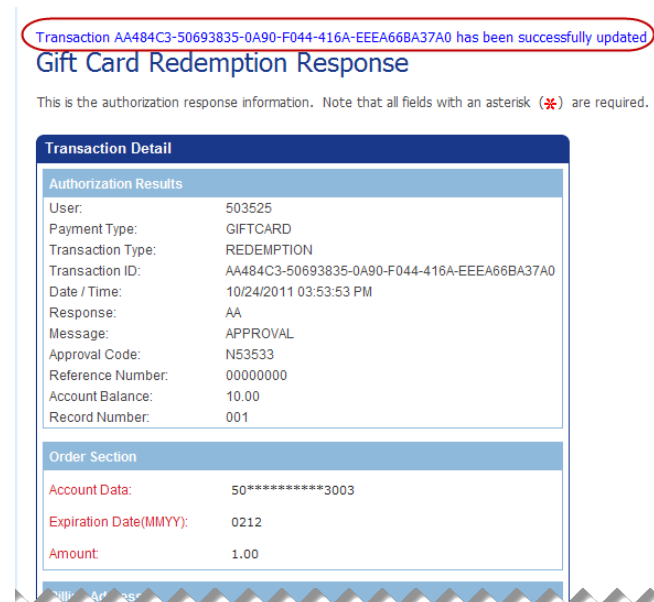 Transaction AA484C3-50693835-0A90-F044-416A-EEEA66BA37A0 has been successfully updated
Gift Card Redemption Response
This is the authorization response information. Note that all fields with an asterisk (*) are required.
Transaction Detail
Authorization Results
User: 503525
Payment Type: GIFTCARD
Transaction Type: REDEMPTION
Transaction ID: AA484C3-50693835-0A90-F044-416A-EEEA66BA37A0
Date / Time: 10/24/2011 03:53:53 PM
Response: AA
Message: APPROVAL
Approval Code: N53533
Reference Number: 00000000
Account Balance: 10.00
Record Number: 001
Order Section
Account Data: 50**********3003
Expiration Date(MMYY): 0212
Amount: 1.00